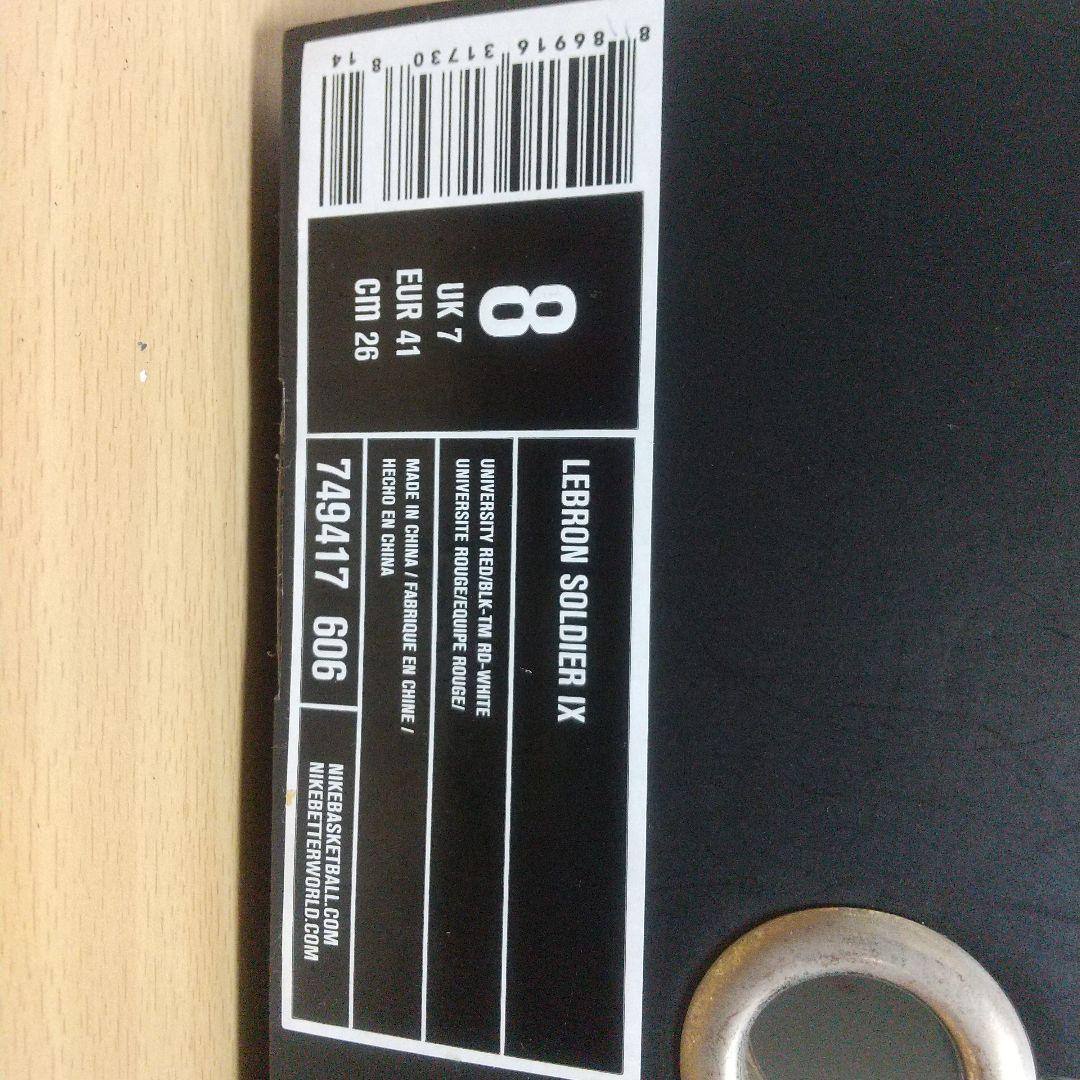 8 86916 31730 8 14
8
UK 7
EUR 41
cm 26
LEBRON SOLDIER IX
UNIVERSITY RED/BLK-TM RD-WHITE
UNIVERSITE ROUGE/EQUIPE ROUGE/
MADE IN CHINA / FABRIQUE EN CHINE /
HECHO EN CHINA
749417 606
NIKEBASKETBALL.COM
NIKEBETTERWORLD.COM